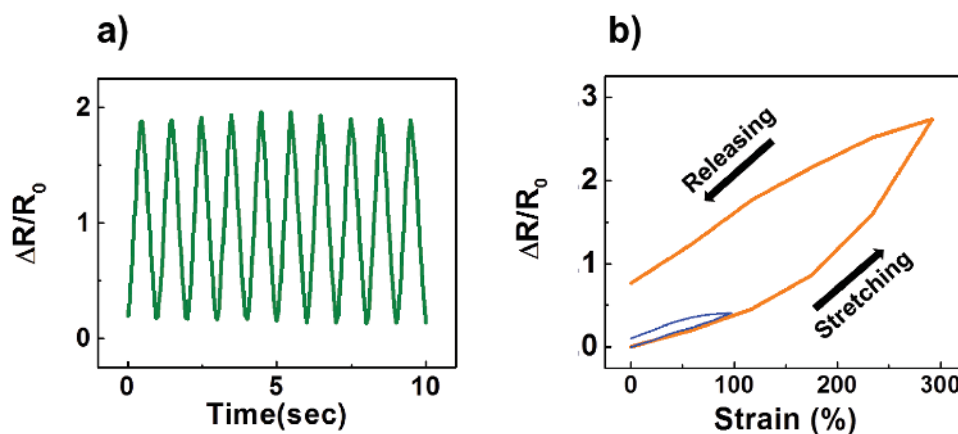 a)
2
1
0
ΔR/R0
0
5
10
Time(sec)
b)
.3
.2
.1
.0
ΔR/R0
Releasing
Stretching
0
100
200
300
Strain (%)